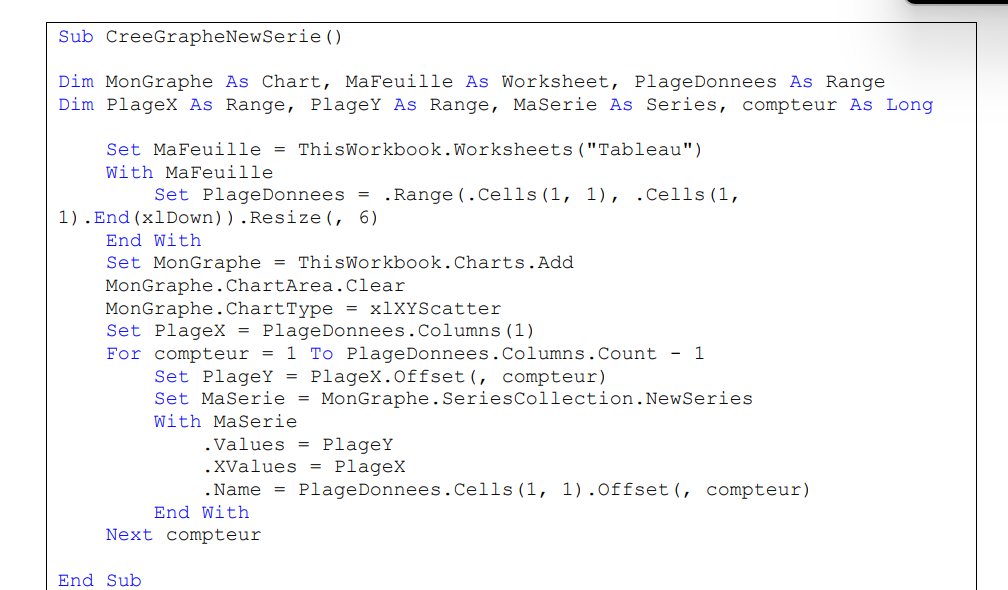 Sub CreeGrapheNewSerie()
Dim MonGraphe As Chart, MaFeuille As Worksheet, PlageDonnees As Range
Dim PlageX As Range, PlageY As Range, MaSerie As Series, compteur As Long
Set MaFeuille = ThisWorkbook.Worksheets("Tableau")
With MaFeuille
Set PlageDonnees = .Range(.Cells(1, 1), .Cells(1,
1).End(xlDown)).Resize(, 6)
End With
Set MonGraphe = ThisWorkbook.Charts.Add
MonGraphe.ChartArea.Clear
MonGraphe.ChartType = xlXYScatter
Set PlageX = PlageDonnees.Columns(1)
For compteur = 1 To PlageDonnees.Columns.Count - 1
Set PlageY = PlageX.Offset(, compteur)
Set MaSerie = MonGraphe.SeriesCollection.NewSeries
With MaSerie
.Values = PlageY
.XValues = PlageX
.Name = PlageDonnees.Cells(1, 1).Offset(, compteur)
End With
Next compteur
End Sub